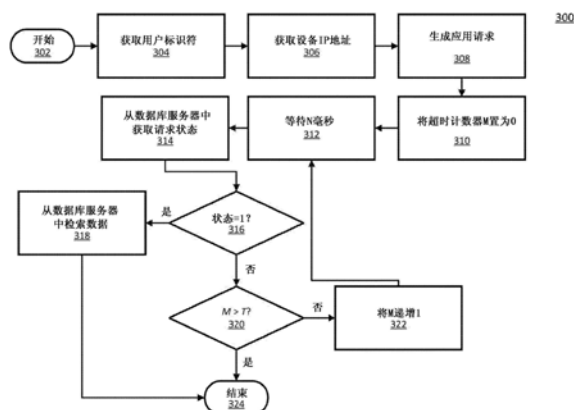 300
开始
302
获取用户标识符
304
获取设备IP地址
306
生成应用请求
308
从数据库服务器中
获取请求状态
314
等待N毫秒
312
将超时计数器M置为0
310
从数据库服务器
中检索数据
318
是
状态=1?
316
否
M > T?
320
否
将M递增1
322
是
结束
324